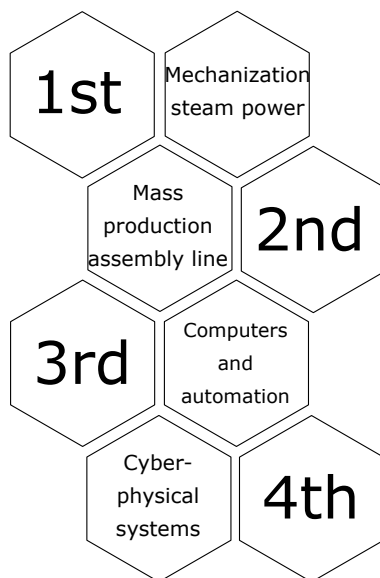 1st
Mechanization
steam power
Mass
production
assembly line
2nd
3rd
Computers
and
automation
Cyber-
physical
systems
4th